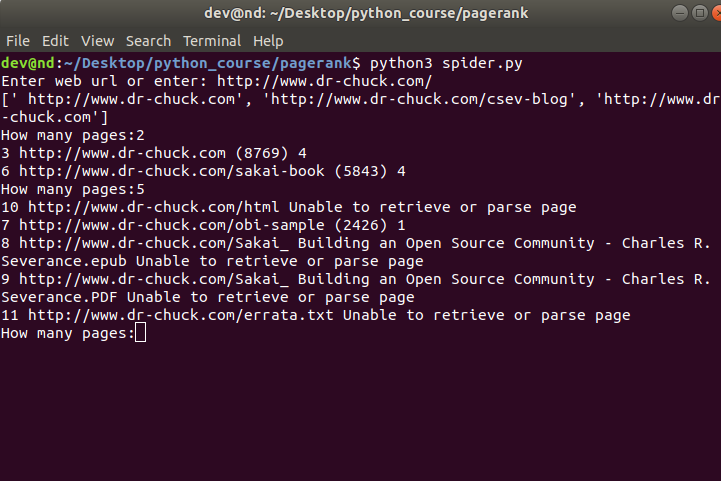 dev@nd: ~/Desktop/python_course/pagerank
File Edit View Search Terminal Help
dev@nd:~/Desktop/python_course/pagerank$ python3 spider.py
Enter web url or enter: http://www.dr-chuck.com/
[' http://www.dr-chuck.com', 'http://www.dr-chuck.com/csev-blog', 'http://www.dr
-chuck.com']
How many pages:2
3 http://www.dr-chuck.com (8769) 4
6 http://www.dr-chuck.com/sakai-book (5843) 4
How many pages:5
10 http://www.dr-chuck.com/html Unable to retrieve or parse page
7 http://www.dr-chuck.com/obi-sample (2426) 1
8 http://www.dr-chuck.com/Sakai_ Building an Open Source Community - Charles R.
Severance.epub Unable to retrieve or parse page
9 http://www.dr-chuck.com/Sakai_ Building an Open Source Community - Charles R.
Severance.PDF Unable to retrieve or parse page
11 http://www.dr-chuck.com/errata.txt Unable to retrieve or parse page
How many pages: